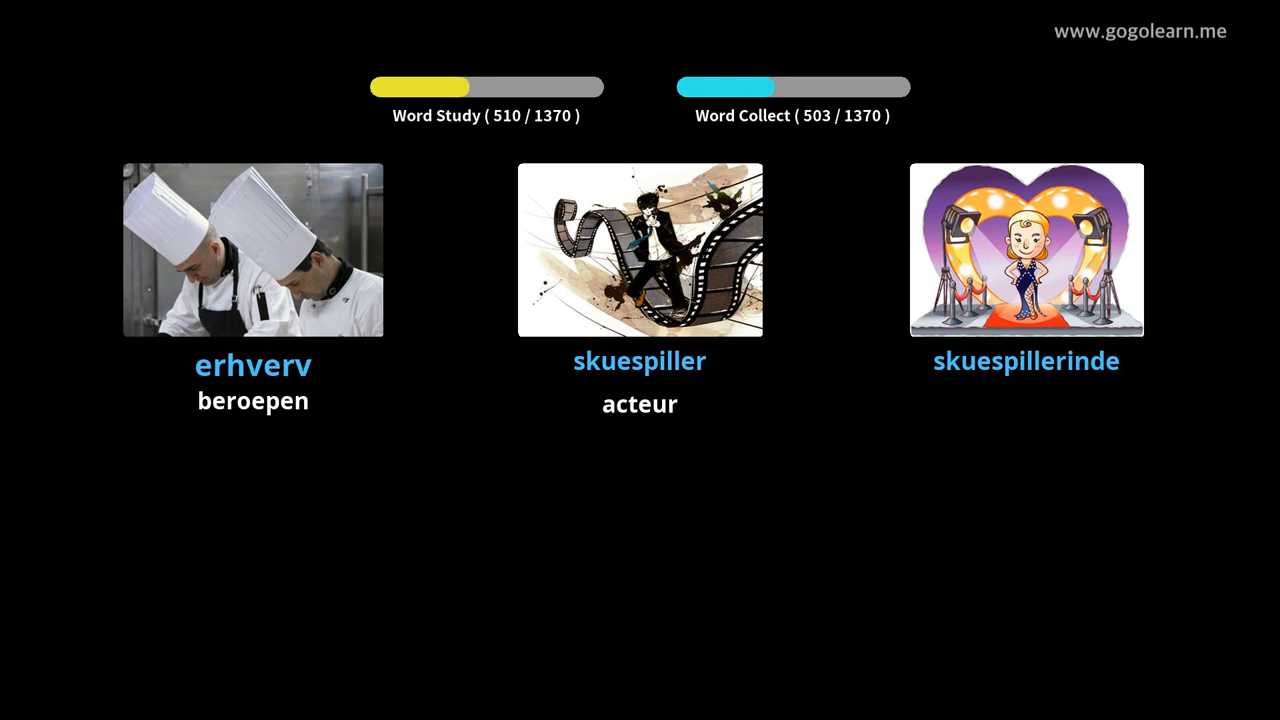 www.gogolearn.me
Word Study ( 510 / 1370 )
Word Collect ( 503 / 1370 )
erhverv
beroepen
skuespiller
acteur
skuespillerinde